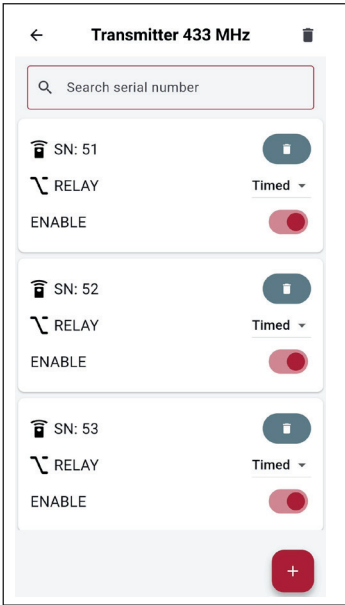 Transmitter 433 MHz
Search serial number
SN: 51
RELAY Timed
ENABLE
SN: 52
RELAY Timed
ENABLE
SN: 53
RELAY Timed
ENABLE
+